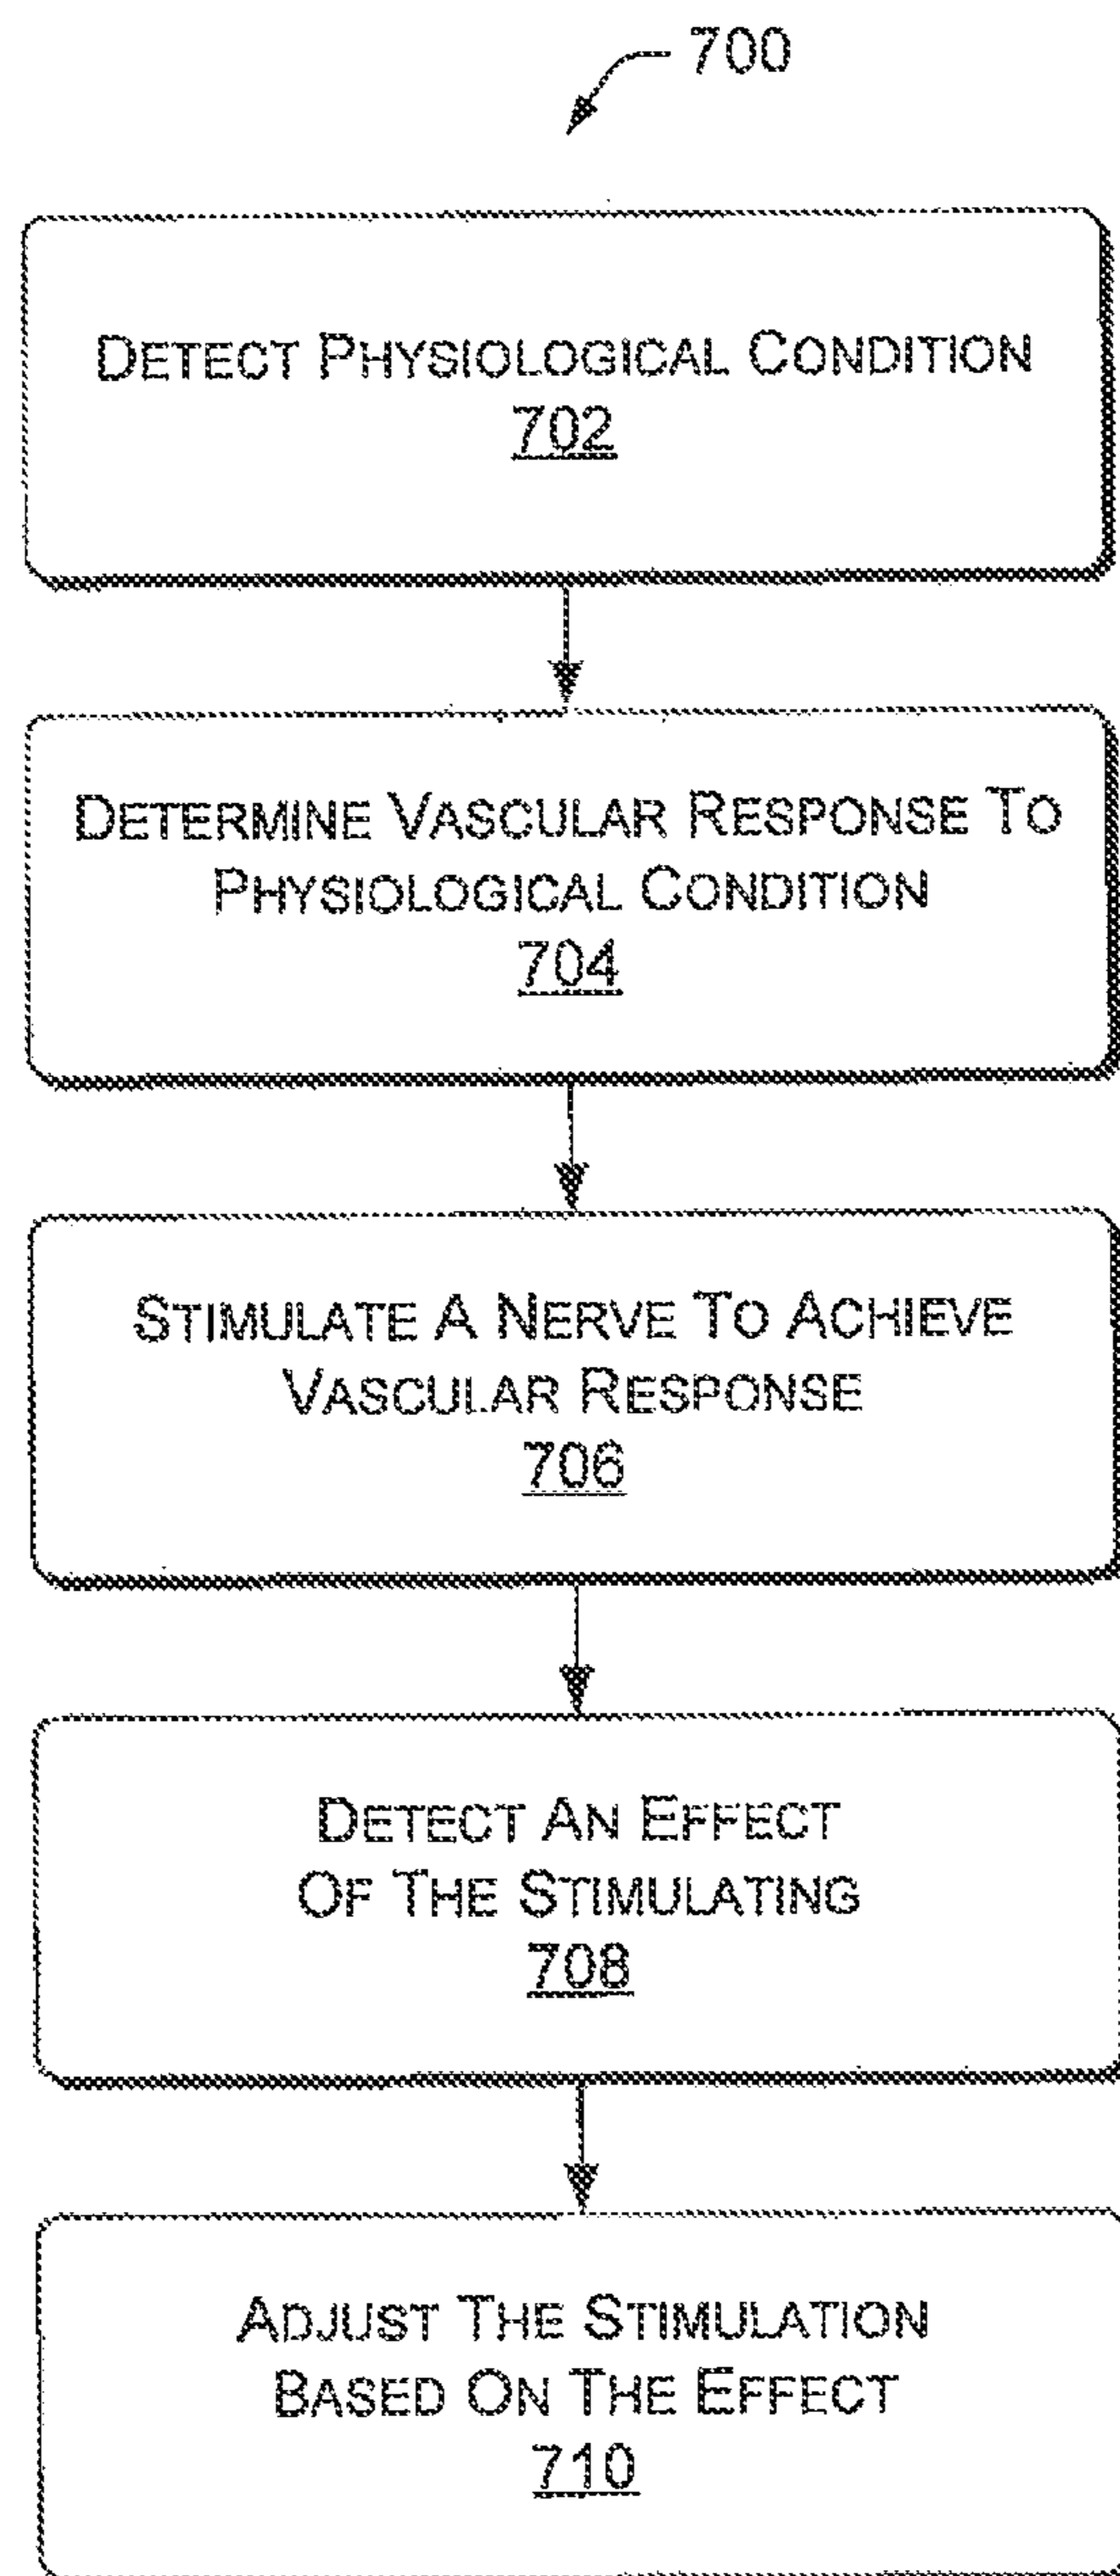 700
DETECT PHYSIOLOGICAL CONDITION
702
DETERMINE VASCULAR RESPONSE TO
PHYSIOLOGICAL CONDITION
704
STIMULATE A NERVE TO ACHIEVE
VASCULAR RESPONSE
706
DETECT AN EFFECT
OF THE STIMULATING
708
ADJUST THE STIMULATION
BASED ON THE EFFECT
710